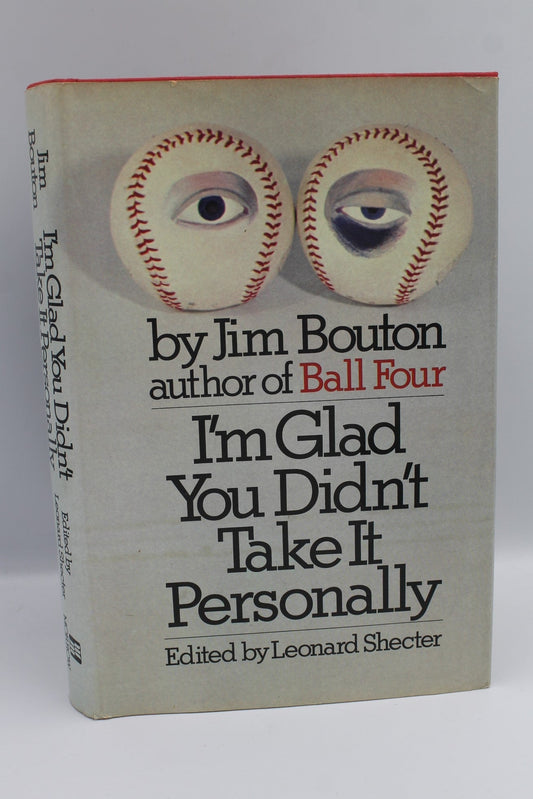 by Jim Bouton
author of Ball Four
I'm Glad
You Didn't
Take It
Personally
Edited by Leonard Shecter
Jim
Bouton
I'm Glad You Didn't
Take It Personally
Edited by
Leonard Shecter
MORROW